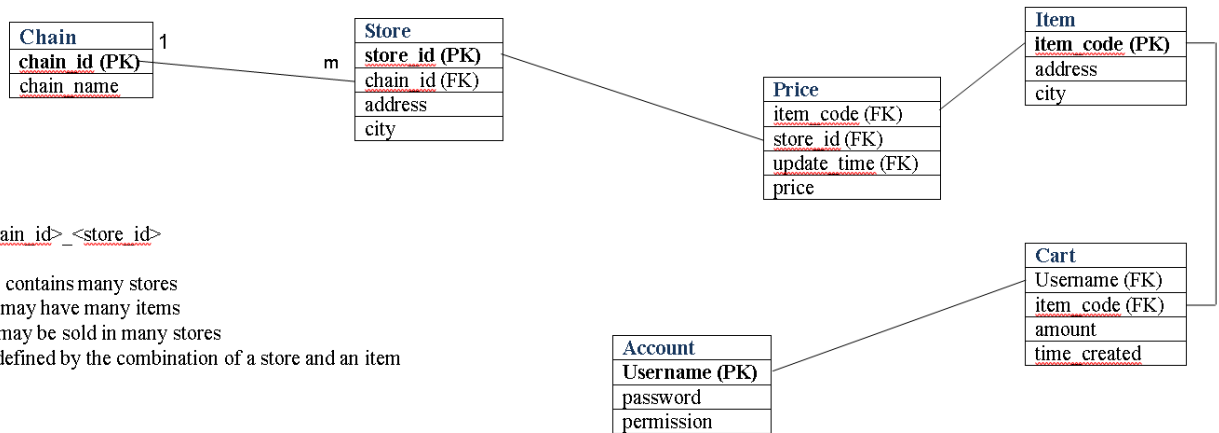 Chain
chain_id (PK)
chain_name
1
m
Store
store_id (PK)
chain_id (FK)
address
city
Price
item_code (FK)
store_id (FK)
update_time (FK)
price
Item
item_code (PK)
address
city
ain_id>_<store_id>
contains many stores
may have many items
may be sold in many stores
defined by the combination of a store and an item
Cart
Username (FK)
item_code (FK)
amount
time_created
Account
Username (PK)
password
permission